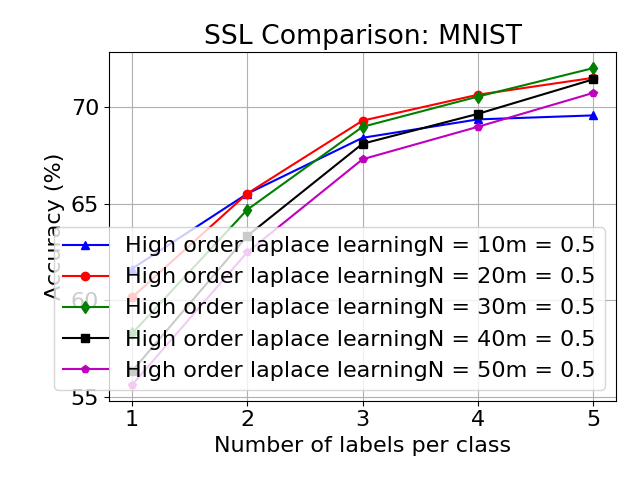 SSL Comparison: MNIST
Accuracy (%)
70
65
60
55
High order laplace learningN = 10m = 0.5
High order laplace learningN = 20m = 0.5
High order laplace learningN = 30m = 0.5
High order laplace learningN = 40m = 0.5
High order laplace learningN = 50m = 0.5
1 2 3 4 5
Number of labels per class